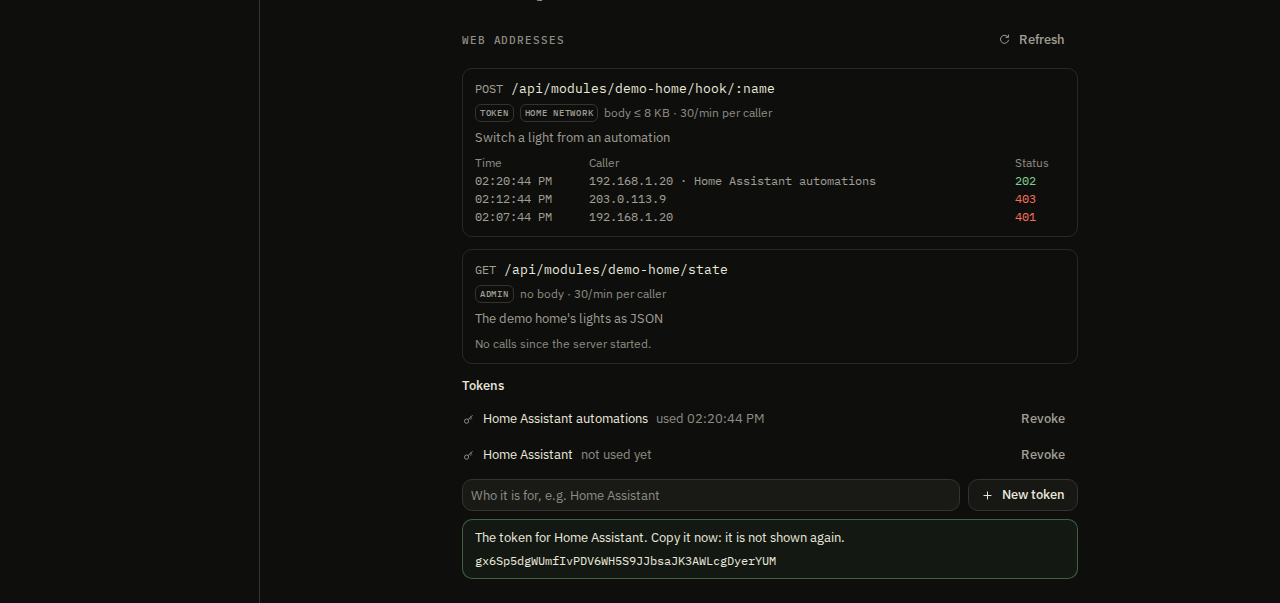 WEB ADDRESSES
Refresh
POST /api/modules/demo-home/hook/:name
TOKEN HOME NETWORK body ≤ 8 KB · 30/min per caller
Switch a light from an automation
Time Caller Status
02:20:44 PM 192.168.1.20 · Home Assistant automations 202
02:12:44 PM 203.0.113.9 403
02:07:44 PM 192.168.1.20 401
GET /api/modules/demo-home/state
ADMIN no body · 30/min per caller
The demo home's lights as JSON
No calls since the server started.
Tokens
Home Assistant automations used 02:20:44 PM Revoke
Home Assistant not used yet Revoke
Who it is for, e.g. Home Assistant
+ New token
The token for Home Assistant. Copy it now: it is not shown again.
gx6Sp5dgWUmfIvPDV6WH5S9JJbsaJK3AWLcgDyerYUM